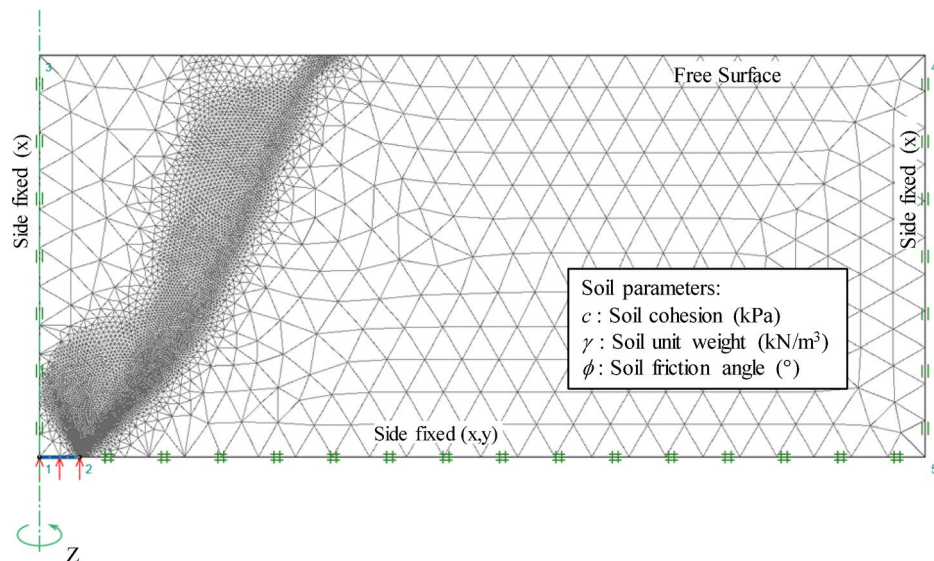 3
4
Free Surface
Side fixed (x)
Side fixed (x)
Soil parameters:
c : Soil cohesion (kPa)
γ : Soil unit weight (kN/m³)
ϕ : Soil friction angle (°)
Side fixed (x,y)
1
2
5
Z